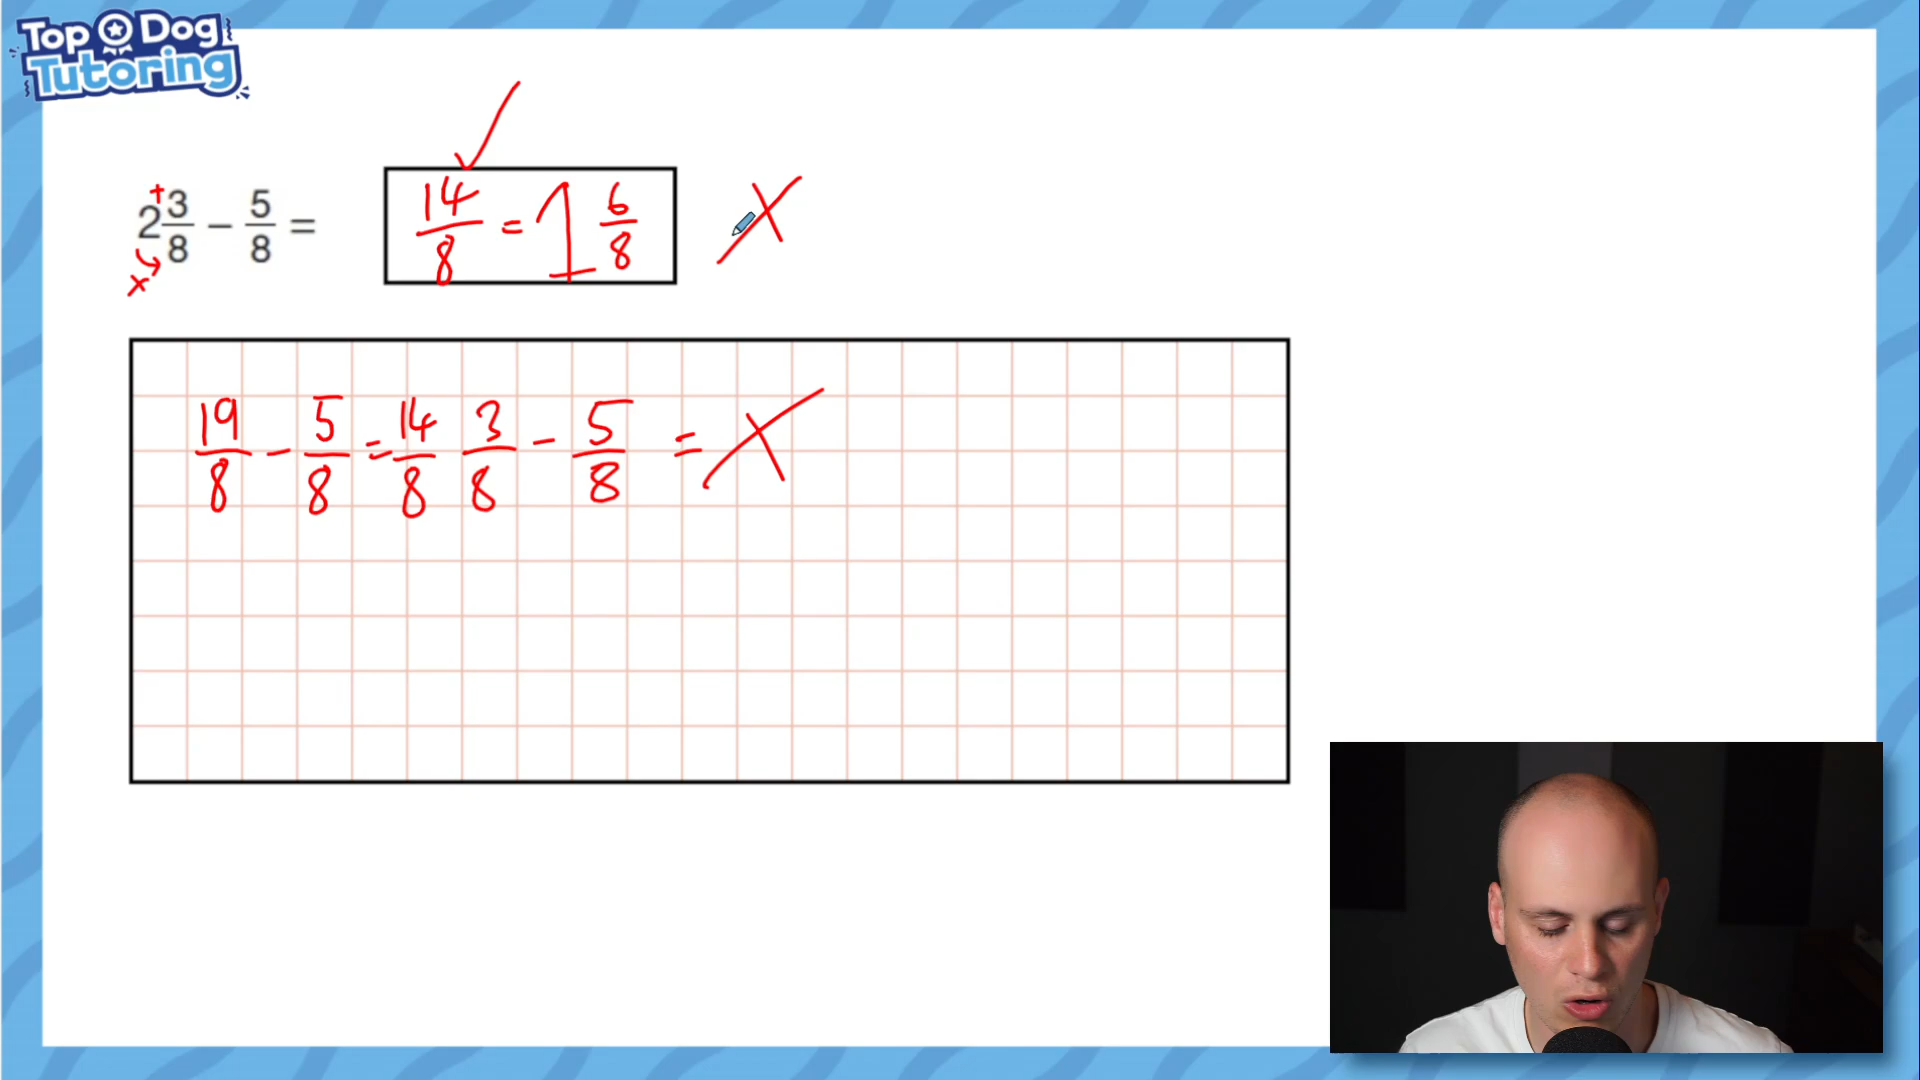 Top Dog
Tutoring
2 3/8 − 5/8 = 14/8 = 1 6/8 ✓ X
+
x
19/8 − 5/8 = 14/8 3/8 − 5/8 = X